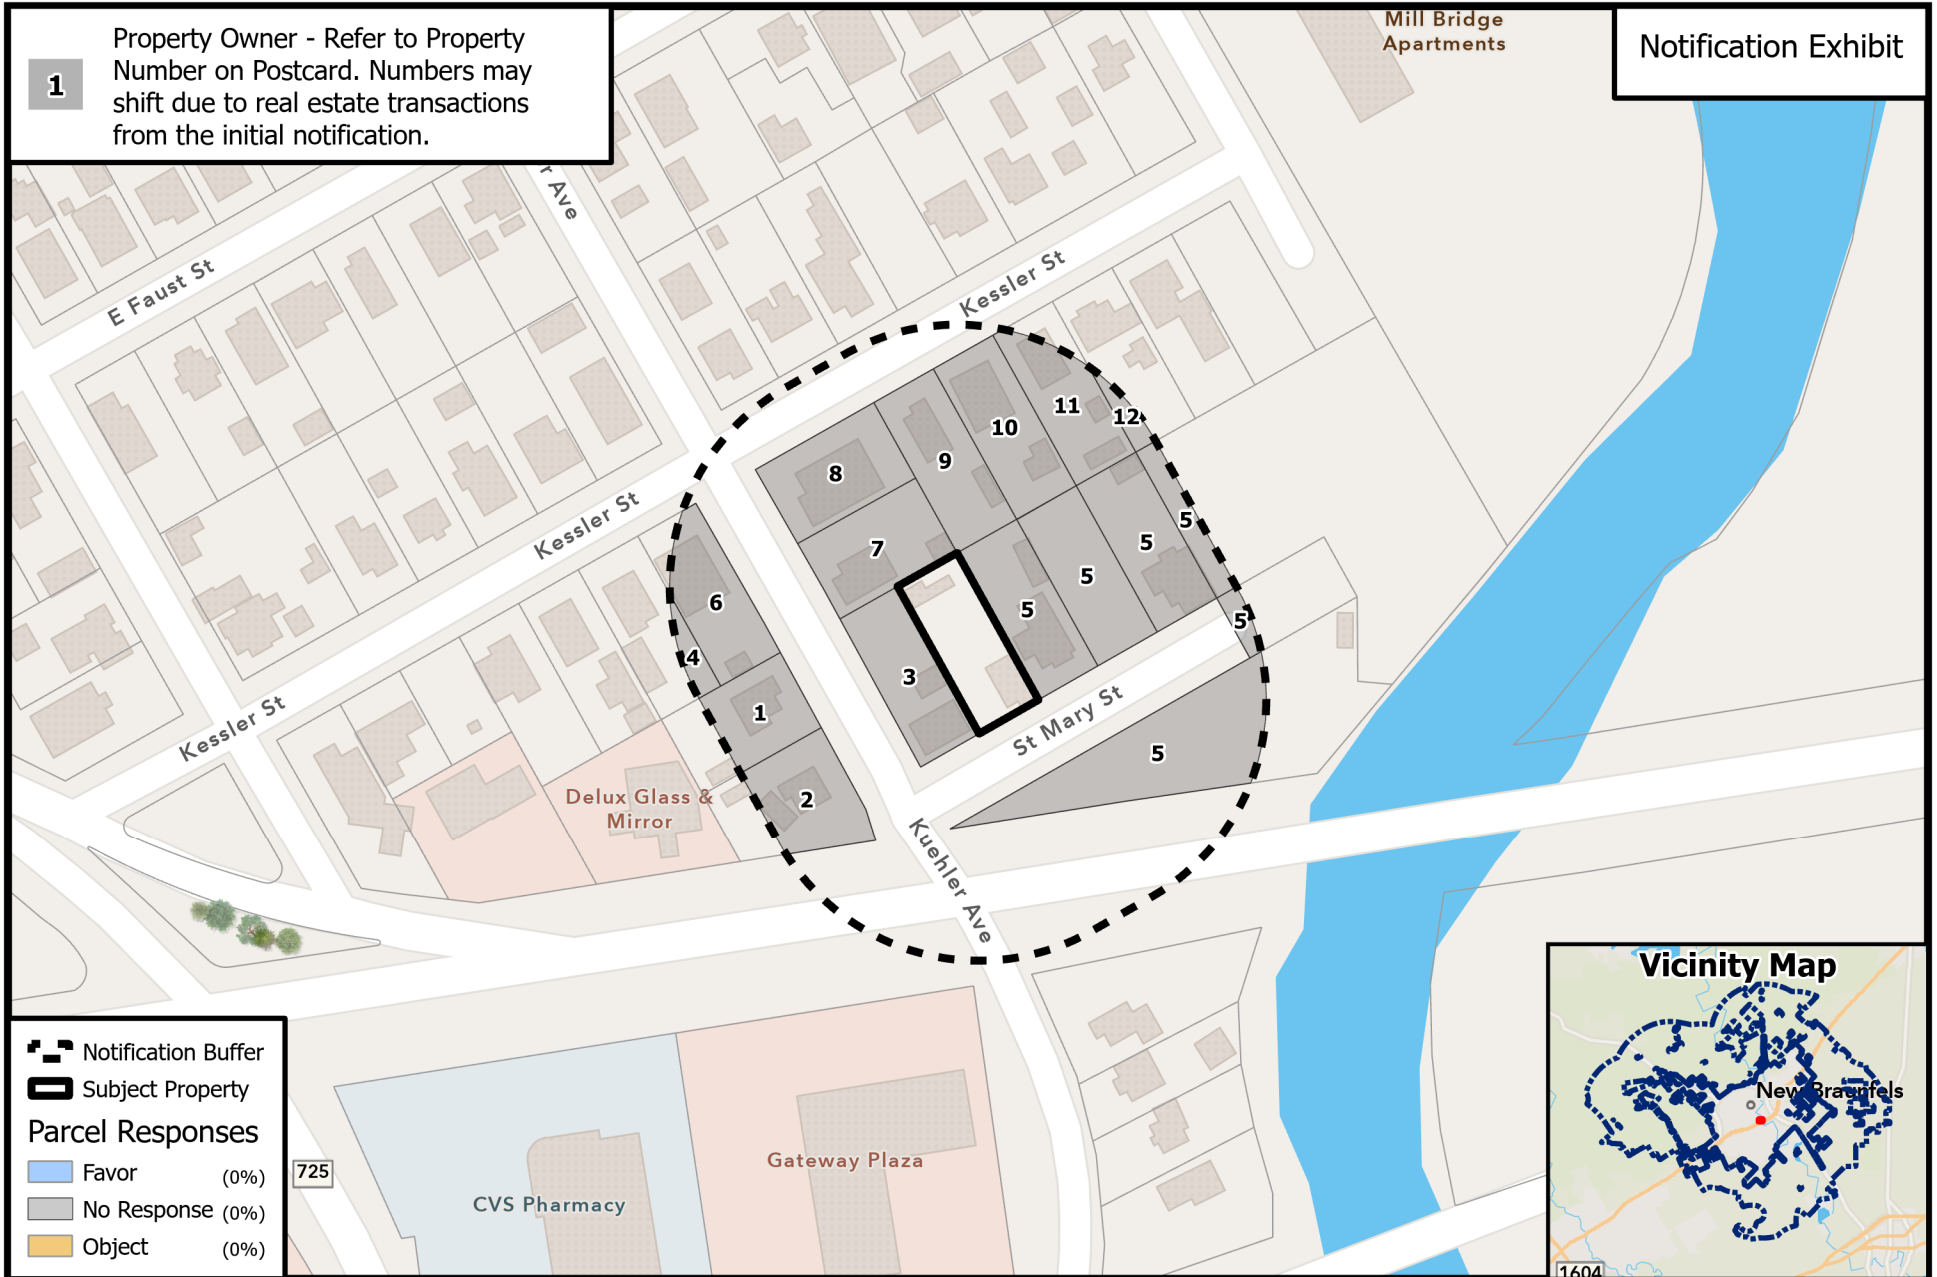 1
Property Owner - Refer to Property
Number on Postcard. Numbers may
shift due to real estate transactions
from the initial notification.
Notification Exhibit
Mill Bridge
Apartments
r Ave
E Faust St
Kessler St
Kessler St
Kessler St
8
9
10
11
12
7
5
5
5
5
5
5
3
6
4
1
2
St Mary St
Delux Glass &
Mirror
Kuehler Ave
CVS Pharmacy
Gateway Plaza
725
Notification Buffer
Subject Property
Parcel Responses
Favor (0%)
No Response (0%)
Object (0%)
Vicinity Map
New Braunfels
1604